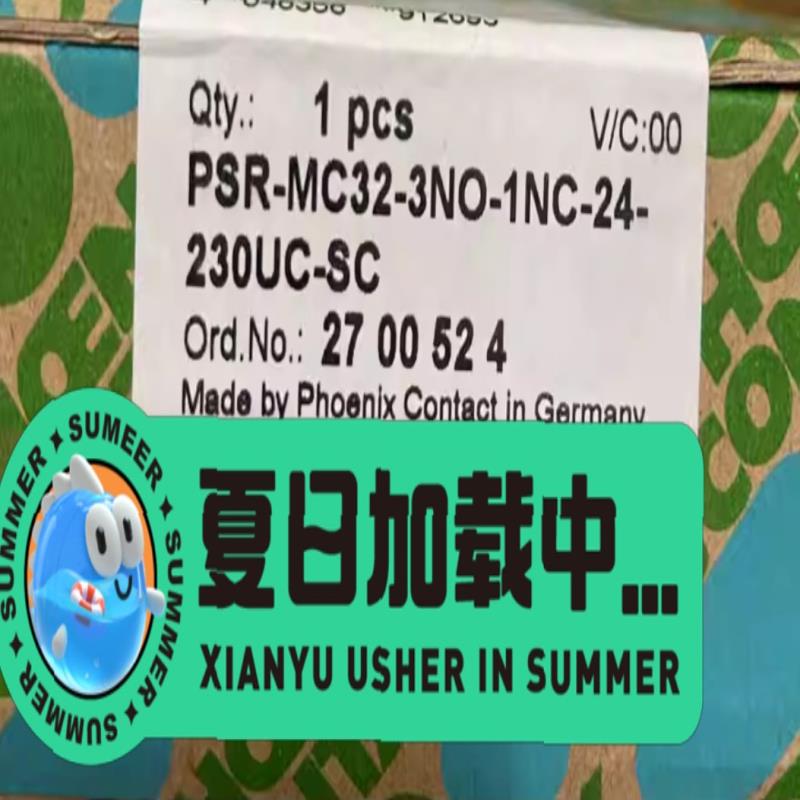 Qty.: 1 pcs V/C:00
PSR-MC32-3NO-1NC-24-
230UC-SC
Ord.No.: 27 00 52 4
Made by Phoenix Contact in Germany
SUMMER SUMEER SUMMER SUMMER SUMMER
夏日加载中...
XIANYU USHER IN SUMMER